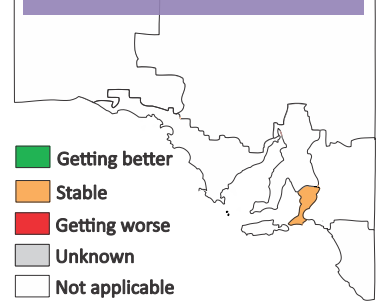 Getting better
Stable
Getting worse
Unknown
Not applicable